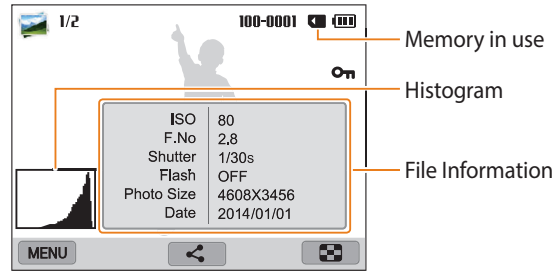 1/2
100-0001
Memory in use
Histogram
ISO 80
F.No 2.8
Shutter 1/30s
Flash OFF
Photo Size 4608X3456
Date 2014/01/01
File Information
MENU